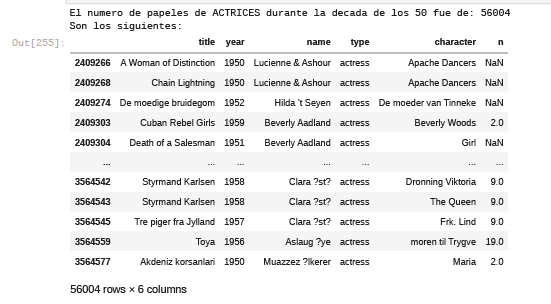 El numero de papeles de ACTRICES durante la decada de los 50 fue de: 56004
Son los siguientes:
Out[255]:
title year name type character n
2409266 A Woman of Distinction 1950 Lucienne & Ashour actress Apache Dancers NaN
2409268 Chain Lightning 1950 Lucienne & Ashour actress Apache Dancers NaN
2409274 De moedige bruidegom 1952 Hilda 't Seyen actress De moeder van Tinneke NaN
2409303 Cuban Rebel Girls 1959 Beverly Aadland actress Beverly Woods 2.0
2409304 Death of a Salesman 1951 Beverly Aadland actress Girl NaN
... ... ... ... ... ... ...
3564542 Styrmand Karlsen 1958 Clara ?st? actress Dronning Viktoria 9.0
3564543 Styrmand Karlsen 1958 Clara ?st? actress The Queen 9.0
3564545 Tre piger fra Jylland 1957 Clara ?st? actress Frk. Lind 9.0
3564559 Toya 1956 Aslaug ?ye actress moren til Trygve 19.0
3564577 Akdeniz korsanlari 1950 Muazzez ?lkerer actress Maria 2.0
56004 rows × 6 columns